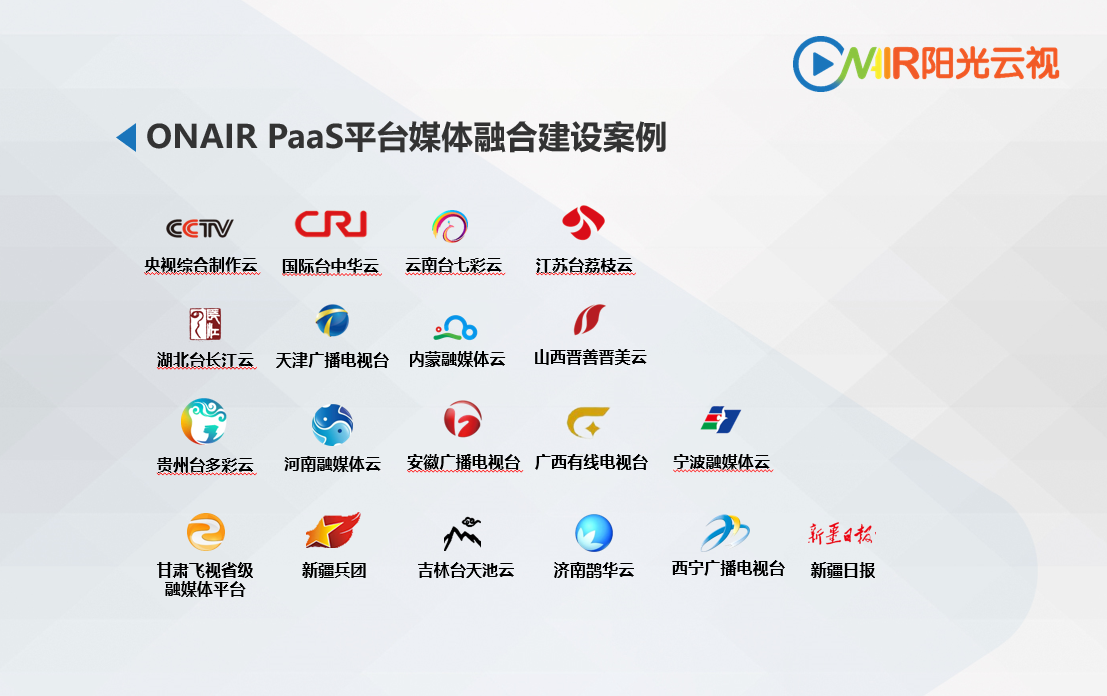 ONAIR阳光云视
ONAIR PaaS平台媒体融合建设案例
CCTV
CRI
央视综合制作云
国际台中华云
云南台七彩云
江苏台荔枝云
长江
湖北台长江云
天津广播电视台
内蒙融媒体云
山西晋善晋美云
贵州台多彩云
河南融媒体云
安徽广播电视台
广西有线电视台
宁波融媒体云
新疆日报
甘肃飞视省级
融媒体平台
新疆兵团
吉林台天池云
济南鹊华云
西宁广播电视台
新疆日报